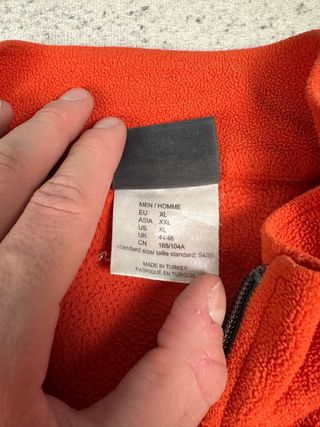 MEN / HOMME
EU XL
ASIA XXL
US XL
UK 44/46
CN 185/104A
standard size/ taille standard: 54/56
MADE IN TURKEY
FABRIQUÉ EN TURQUIE